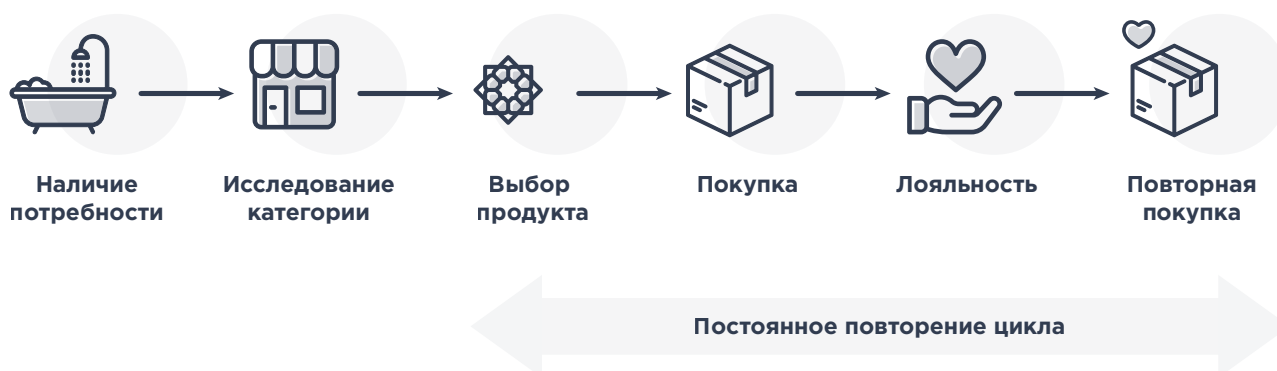 Наличие
потребности
Исследование
категории
Выбор
продукта
Покупка
Лояльность
Повторная
покупка
Постоянное повторение цикла